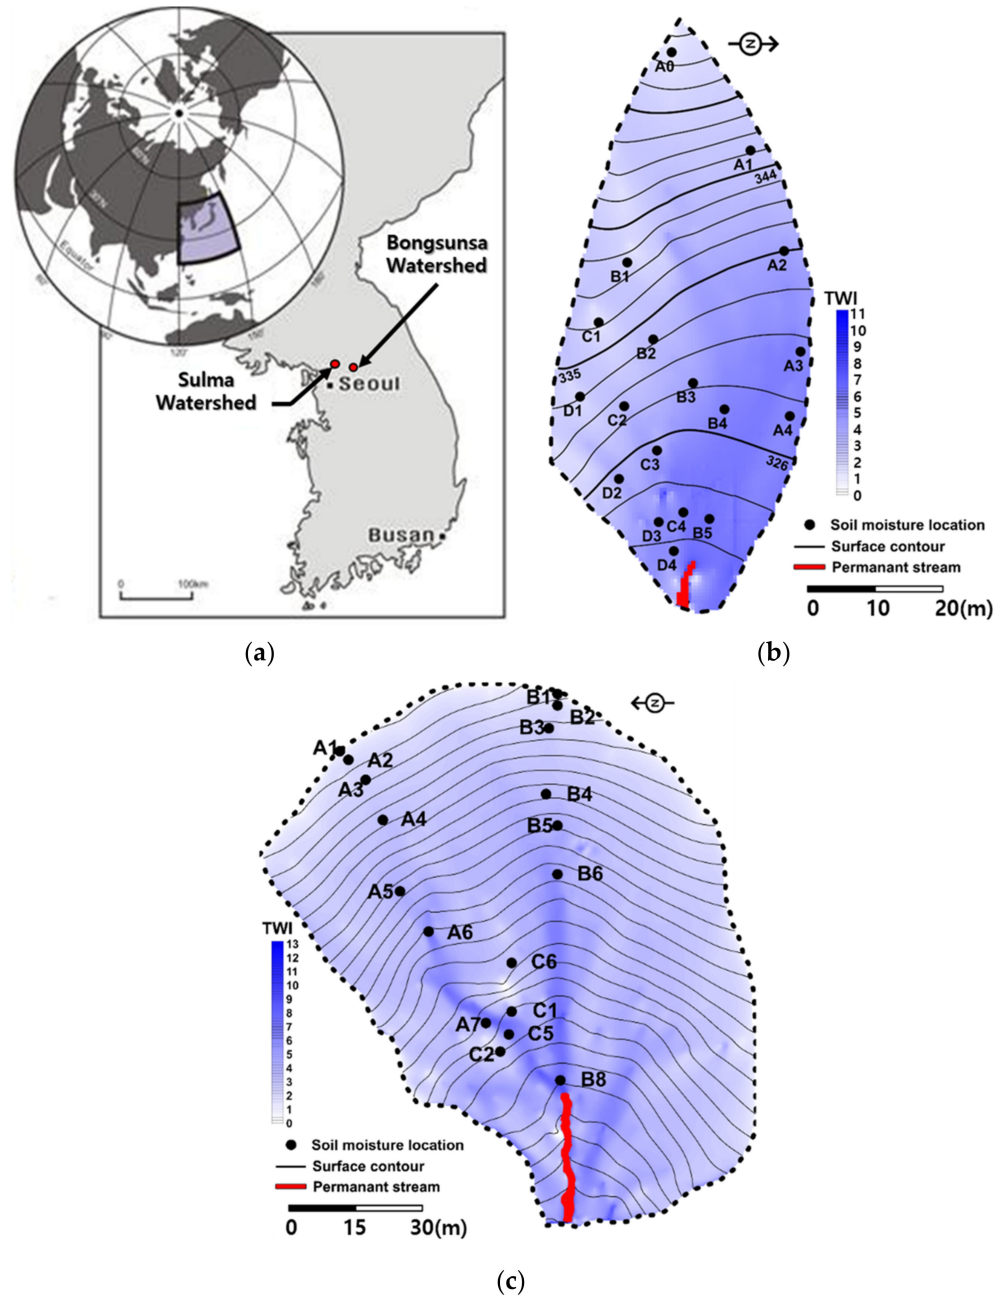 60°N
30°N
Equator
90°
120°
150°
180°
Bongsunsa
Watershed
Sulma
Watershed
Seoul
Busan
0
100km
(a)
N
A0
A1
344
A2
B1
C1
B2
335
A3
D1
C2
B3
B4
A4
C3
326
D2
D3
C4
B5
D4
TWI
11
10
9
8
7
6
5
4
3
2
1
0
Soil moisture location
Surface contour
Permanant stream
0 10 20(m)
(b)
N
B1
B2
B3
A1
A2
A3
B4
A4
B5
B6
A5
A6
C6
C1
A7
C5
C2
B8
TWI
13
12
11
10
9
8
7
6
5
4
3
2
1
0
Soil moisture location
Surface contour
Permanant stream
0 15 30(m)
(c)